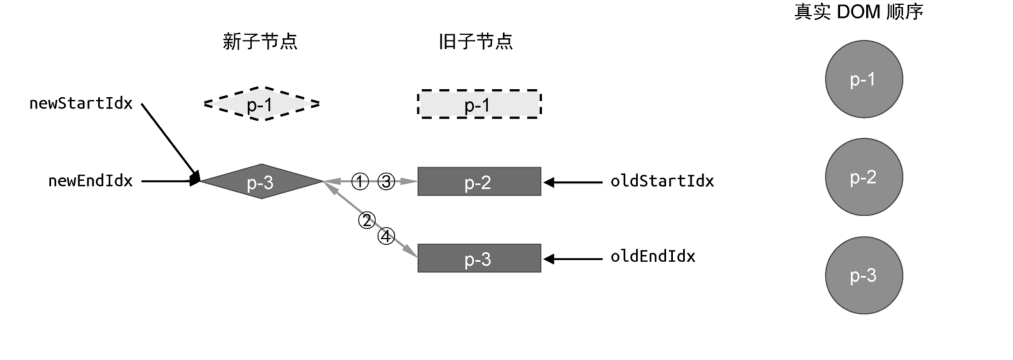 真实 DOM 顺序
新子节点
旧子节点
newStartIdx
p-1
p-1
p-1
newEndIdx
p-3
① ③
p-2
oldStartIdx
p-2
②
④
p-3
oldEndIdx
p-3